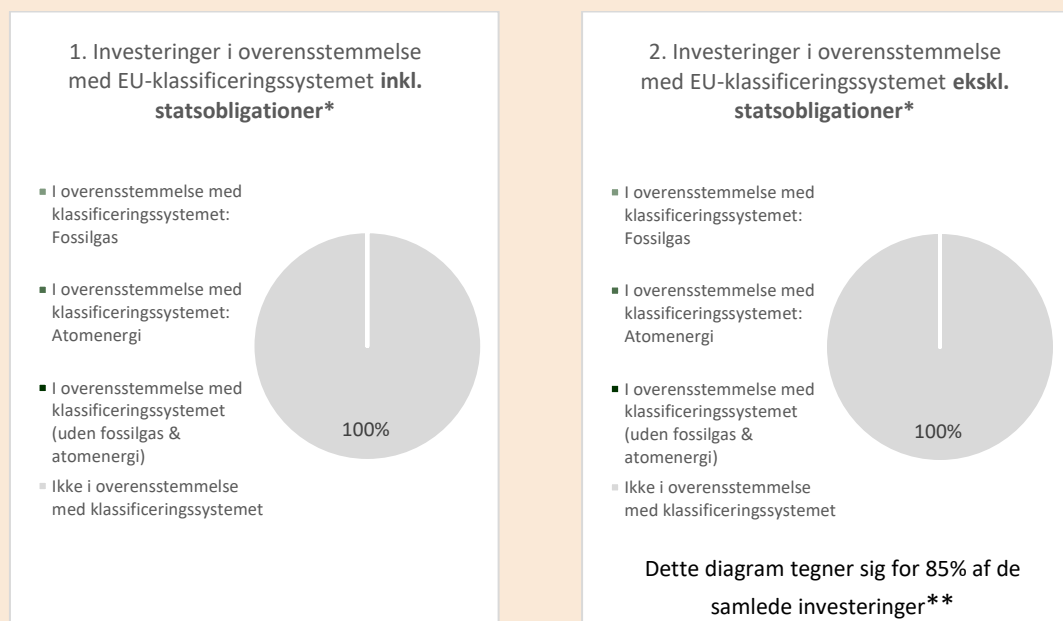 1. Investeringer i overensstemmelse
med EU-klassificeringssystemet inkl.
statsobligationer*
I overensstemmelse med
klassificeringssystemet:
Fossilgas
I overensstemmelse med
klassificeringssystemet:
Atomenergi
I overensstemmelse med
klassificeringssystemet
(uden fossilgas &
atomenergi)
Ikke i overensstemmelse
med klassificeringssystemet
100%
2. Investeringer i overensstemmelse
med EU-klassificeringssystemet ekskl.
statsobligationer*
I overensstemmelse med
klassificeringssystemet:
Fossilgas
I overensstemmelse med
klassificeringssystemet:
Atomenergi
I overensstemmelse med
klassificeringssystemet
(uden fossilgas &
atomenergi)
Ikke i overensstemmelse
med klassificeringssystemet
100%
Dette diagram tegner sig for 85% af de
samlede investeringer**